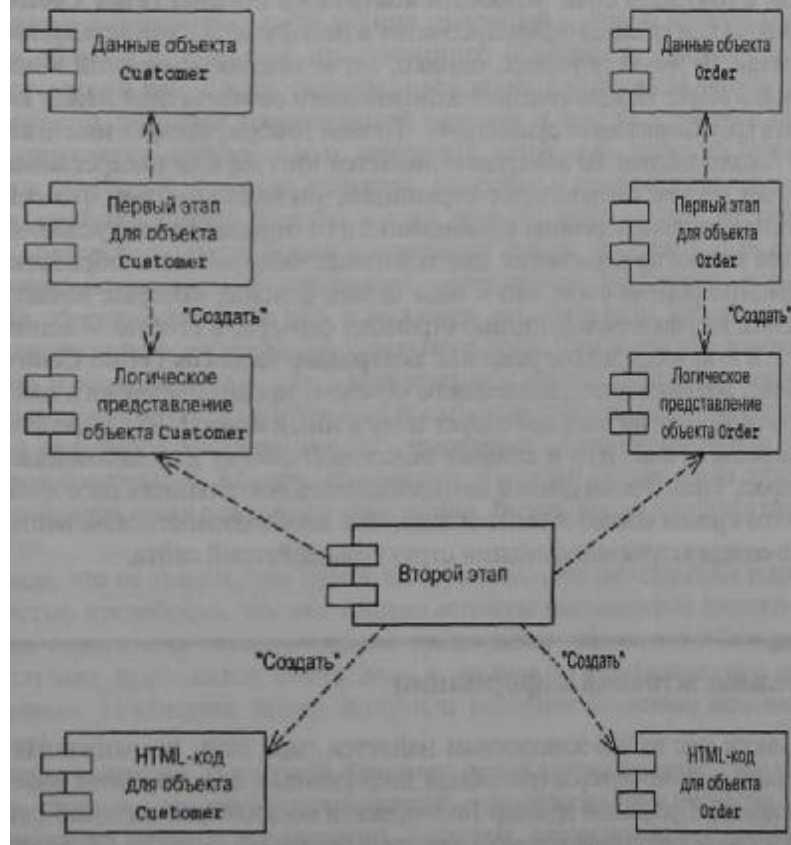 Данные объекта
Customer
Данные объекта
Order
Первый этап
для объекта
Customer
Первый этап
для объекта
Order
"Создать"
"Создать"
Логическое
представление
объекта Customer
Логическое
представление
объекта Order
Второй этап
"Создать"
"Создать"
HTML-код
для объекта
Customer
HTML-код
для объекта
Order